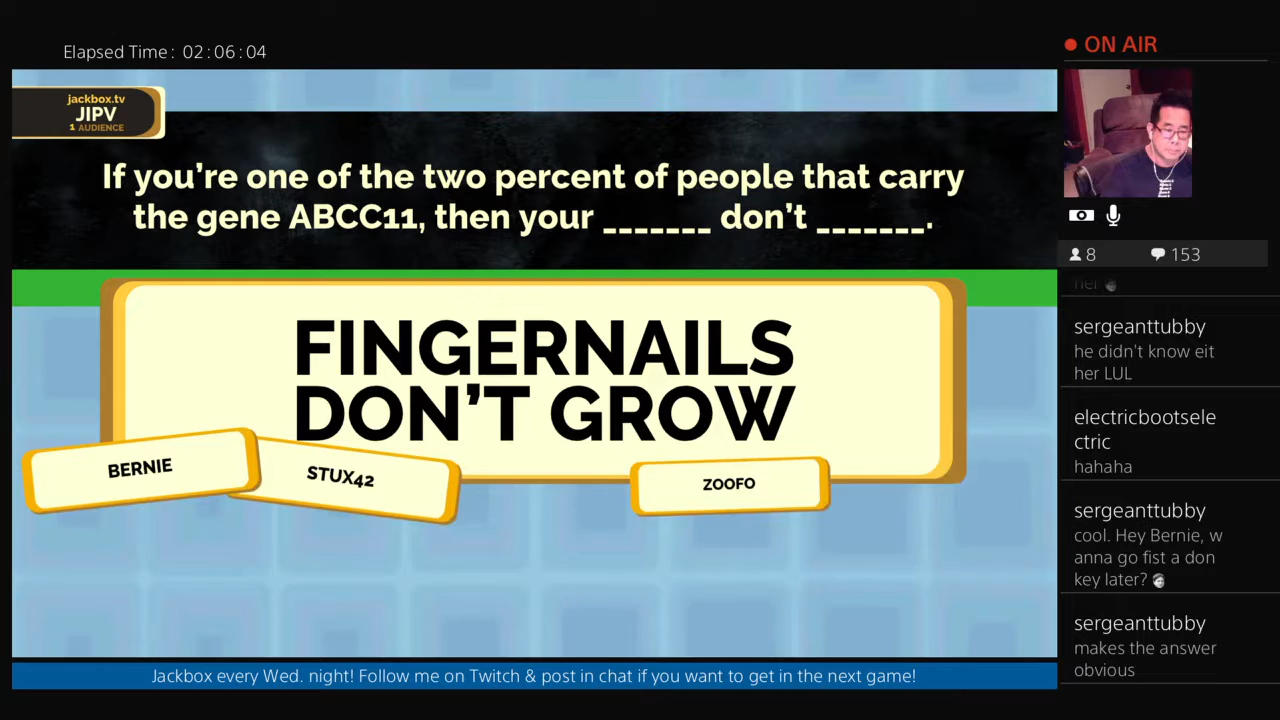 Elapsed Time: 02:06:04
ON AIR
jackbox.tv
JIPV
1 AUDIENCE
If you're one of the two percent of people that carry
the gene ABCC11, then your _______ don't _______.
FINGERNAILS
DON'T GROW
BERNIE
STUX42
ZOOFO
8
153
her
sergeanttubby
he didn't know eit
her LUL
electricbootsele
ctric
hahaha
sergeanttubby
cool. Hey Bernie, w
anna go fist a don
key later?
sergeanttubby
makes the answer
obvious
Jackbox every Wed. night! Follow me on Twitch & post in chat if you want to get in the next game!